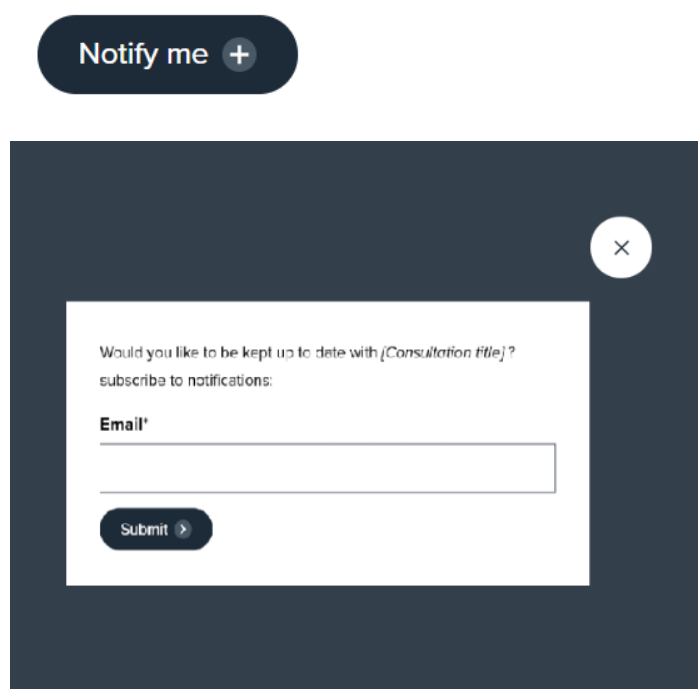 Notify me
Would you like to be kept up to date with [Consultation title] ?
subscribe to notifications:
Email*
Submit